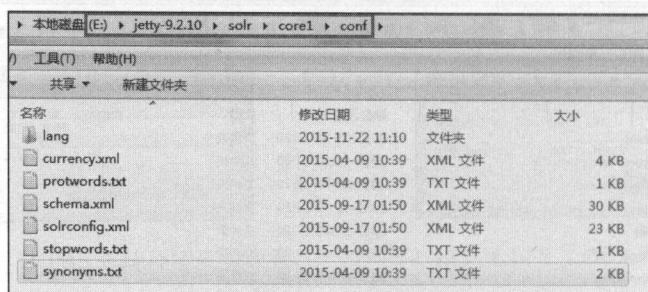 本地磁盘 (E:) ▸ jetty-9.2.10 ▸ solr ▸ core1 ▸ conf ▸
) 工具(T) 帮助(H)
共享 新建文件夹
名称 修改日期 类型 大小
lang 2015-11-22 11:10 文件夹
currency.xml 2015-04-09 10:39 XML 文件 4 KB
protwords.txt 2015-04-09 10:39 TXT 文件 1 KB
schema.xml 2015-09-17 01:50 XML 文件 30 KB
solrconfig.xml 2015-09-17 01:50 XML 文件 23 KB
stopwords.txt 2015-04-09 10:39 TXT 文件 1 KB
synonyms.txt 2015-04-09 10:39 TXT 文件 2 KB